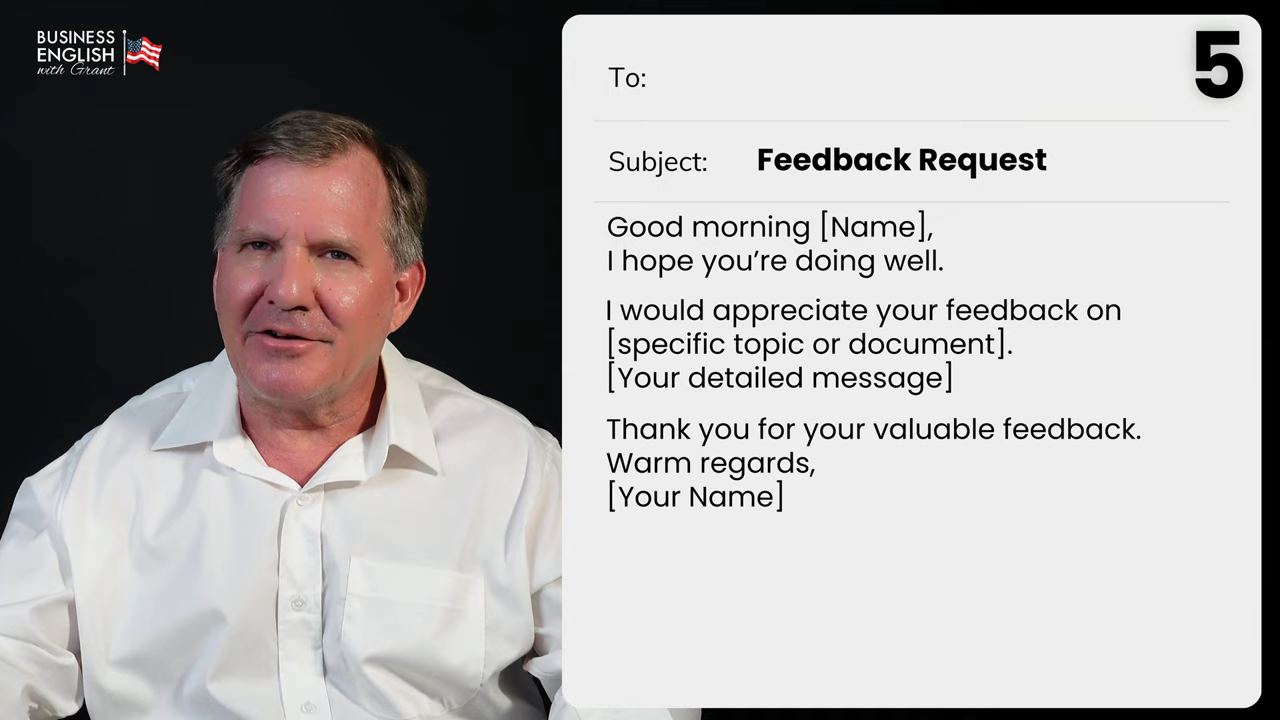 BUSINESS
ENGLISH
with Grant
5
To:
Subject: Feedback Request
Good morning [Name],
I hope you’re doing well.
I would appreciate your feedback on
[specific topic or document].
[Your detailed message]
Thank you for your valuable feedback.
Warm regards,
[Your Name]